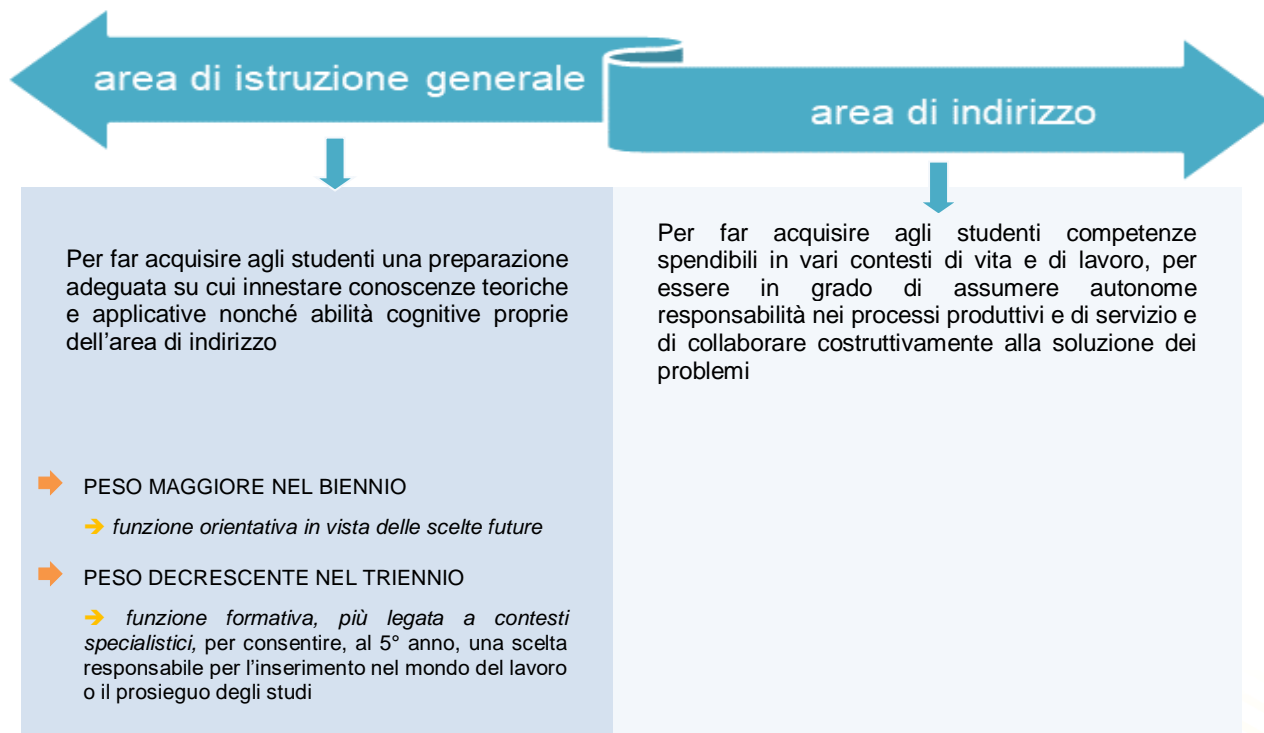 area di istruzione generale
area di indirizzo
Per far acquisire agli studenti una preparazione
adeguata su cui innestare conoscenze teoriche
e applicative nonché abilità cognitive proprie
dell’area di indirizzo
PESO MAGGIORE NEL BIENNIO
➔ funzione orientativa in vista delle scelte future
PESO DECRESCENTE NEL TRIENNIO
➔ funzione formativa, più legata a contesti
specialistici, per consentire, al 5° anno, una scelta
responsabile per l’inserimento nel mondo del lavoro
o il prosieguo degli studi
Per far acquisire agli studenti competenze
spendibili in vari contesti di vita e di lavoro, per
essere in grado di assumere autonome
responsabilità nei processi produttivi e di servizio e
di collaborare costruttivamente alla soluzione dei
problemi